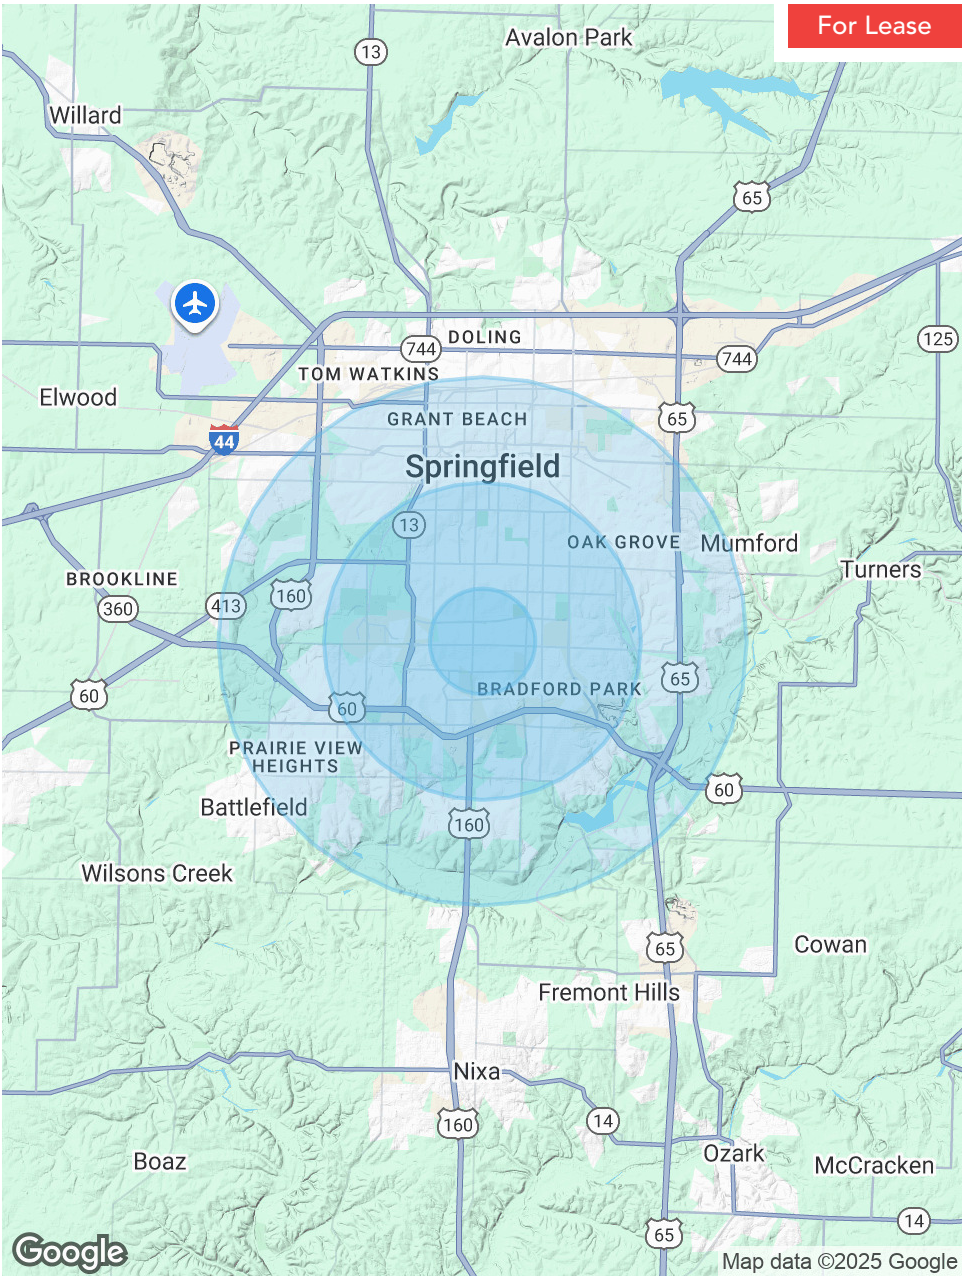 For Lease
Avalon Park
13
Willard
65
DOLING
744
744
125
TOM WATKINS
Elwood
GRANT BEACH
65
44
Springfield
13
OAK GROVE
Mumford
Turners
BROOKLINE
160
413
360
65
60
BRADFORD PARK
60
PRAIRIE VIEW
HEIGHTS
60
Battlefield
160
Wilsons Creek
65
Cowan
Fremont Hills
Nixa
160
14
Ozark
Boaz
McCracken
14
65
Google
Map data ©2025 Google